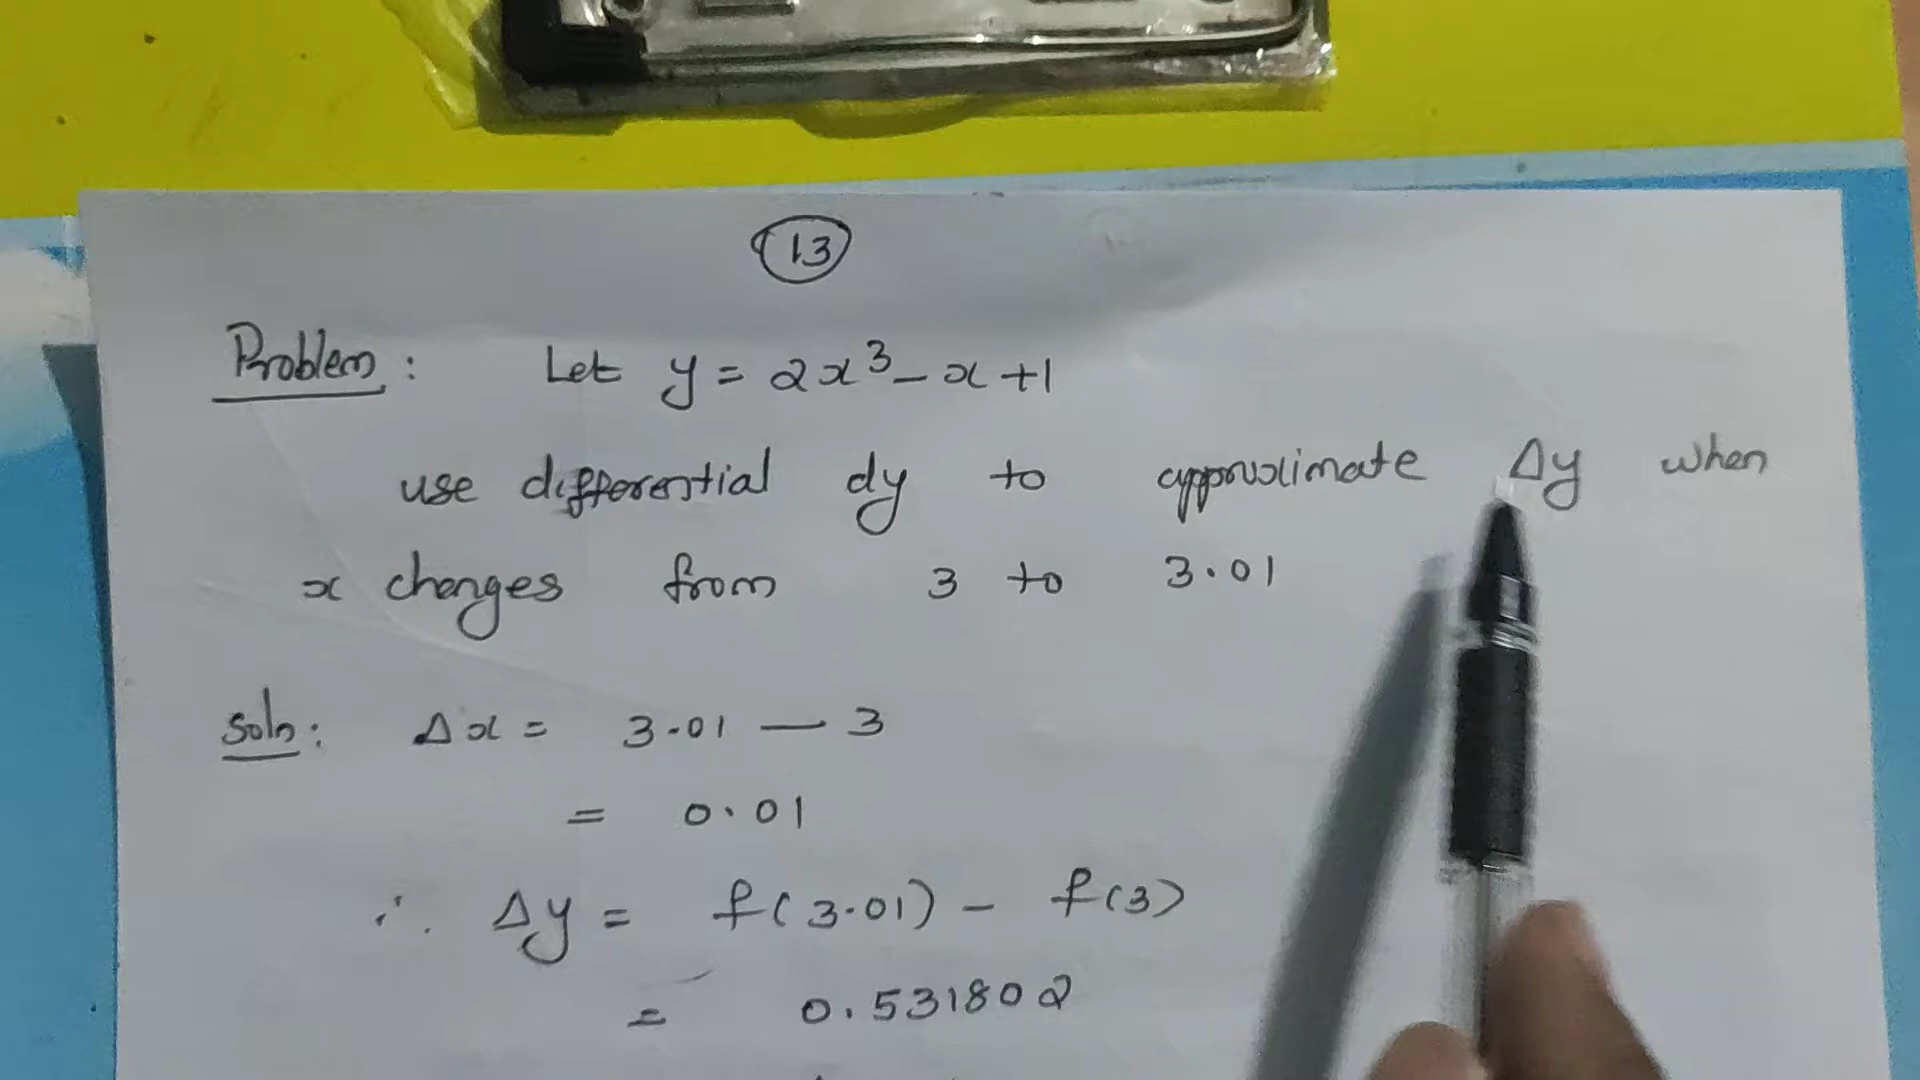 13
Problem: Let y = 2x³ - x + 1
use differential dy to approximate Δy when
x changes from 3 to 3.01
Soln: Δx = 3.01 — 3
= 0.01
∴ Δy = f(3.01) - f(3)
= 0.531802